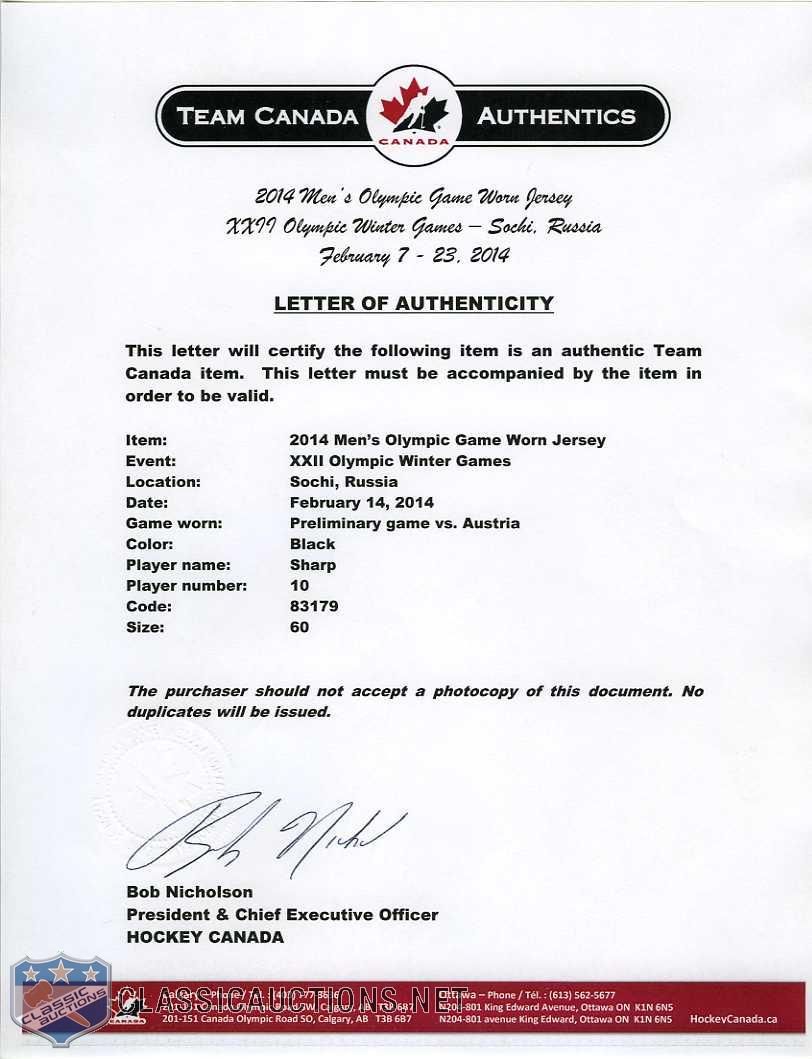 TEAM CANADA AUTHENTICS
CANADA
2014 Men's Olympic Game Worn Jersey
XXII Olympic Winter Games – Sochi, Russia
February 7 - 23, 2014
LETTER OF AUTHENTICITY
This letter will certify the following item is an authentic Team
Canada item. This letter must be accompanied by the item in
order to be valid.
Item: 2014 Men's Olympic Game Worn Jersey
Event: XXII Olympic Winter Games
Location: Sochi, Russia
Date: February 14, 2014
Game worn: Preliminary game vs. Austria
Color: Black
Player name: Sharp
Player number: 10
Code: 83179
Size: 60
The purchaser should not accept a photocopy of this document. No
duplicates will be issued.
Bob Nicholson
President & Chief Executive Officer
HOCKEY CANADA
CLASSIC AUCTIONS
CLASSICAUCTIONS.NET
CANADA
201-151 Canada Olympic Road SO, Calgary, AB T3B 6B7
Ottawa – Phone / Tél. : (613) 562-5677
N204-801 King Edward Avenue, Ottawa ON K1N 6N5
N204-801 avenue King Edward, Ottawa ON K1N 6N5
HockeyCanada.ca